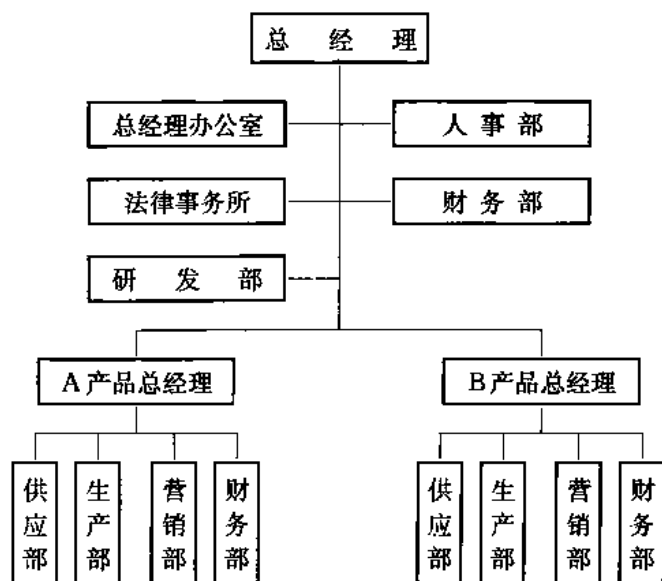 总经理
总经理办公室
人事部
法律事务所
财务部
研发部
A产品总经理
B产品总经理
供应部
生产部
营销部
财务部
供应部
生产部
营销部
财务部